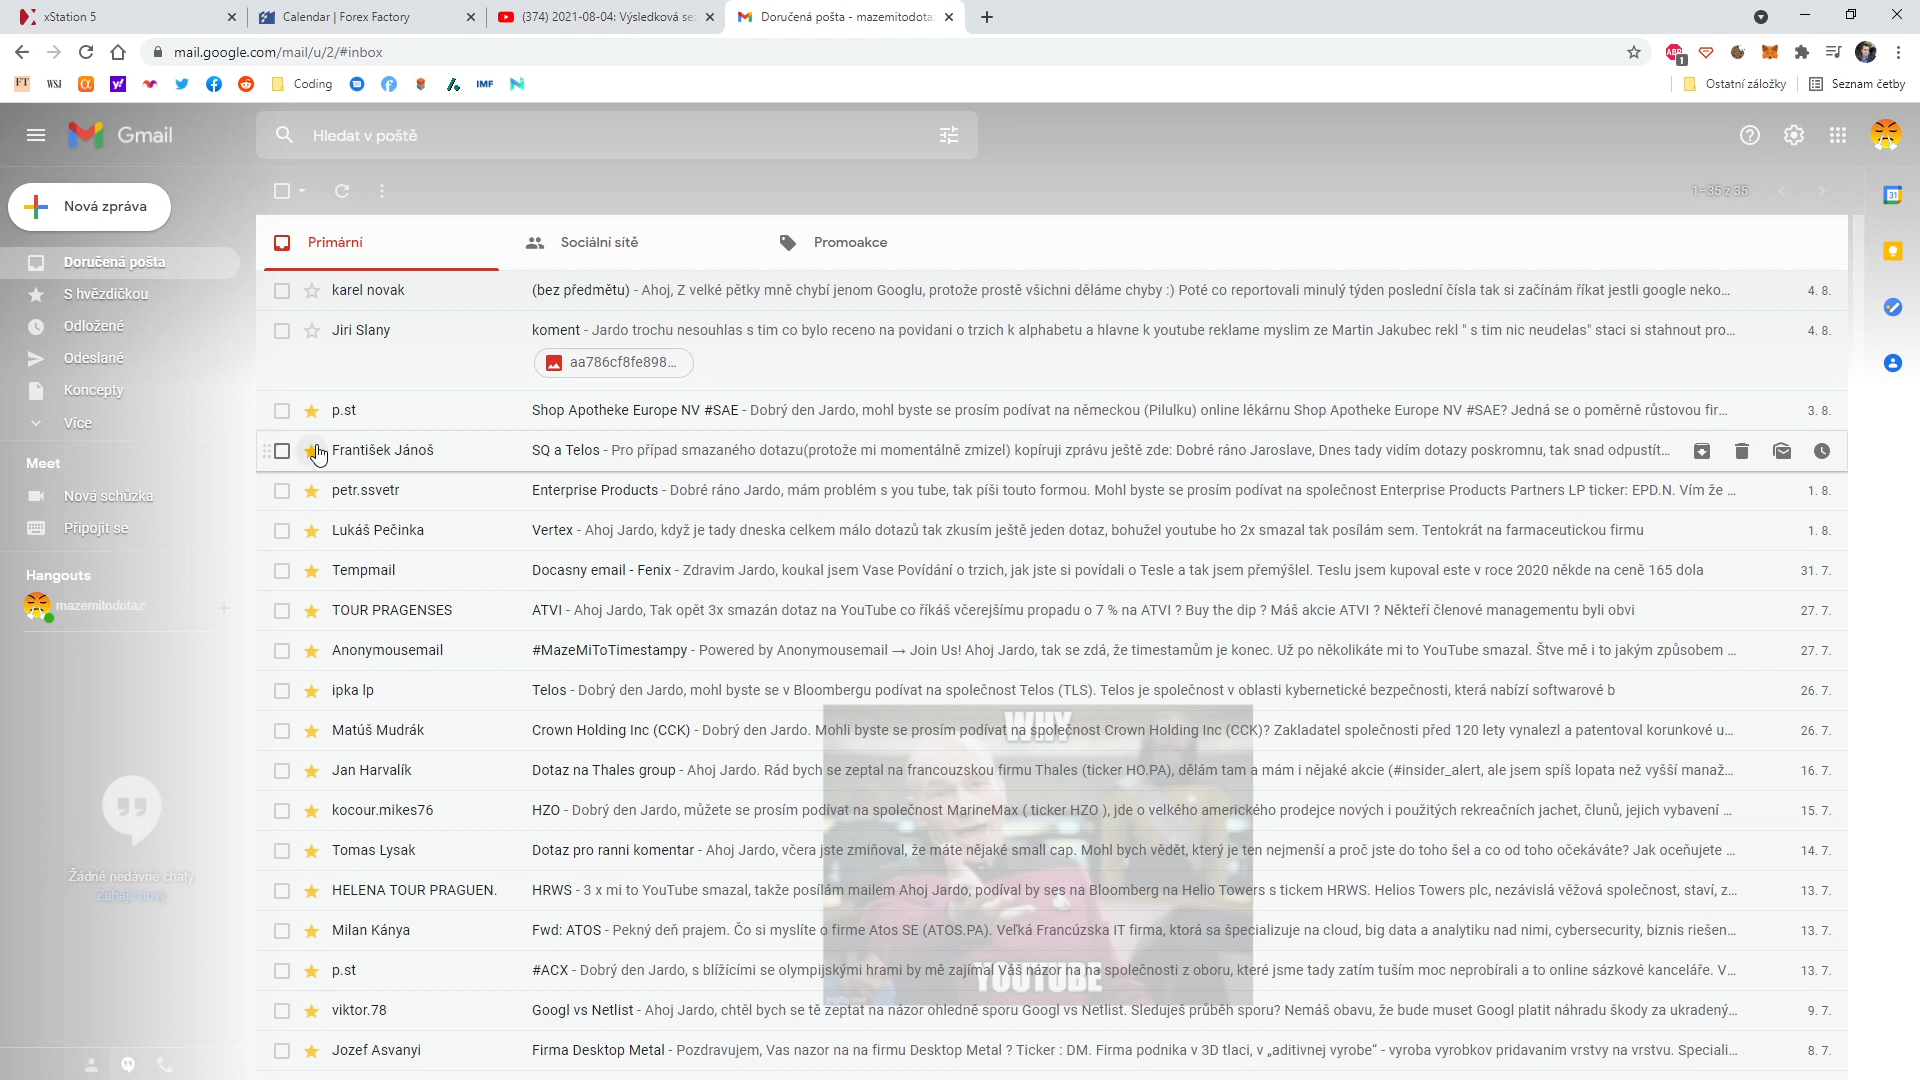 xStation 5
Calendar | Forex Factory
(374) 2021-08-04: Výsledková se
Doručená pošta - mazemitodota
mail.google.com/mail/u/2/#inbox
ABP
1
FT
WSJ
Coding
IMF
Ostatní záložky
Seznam četby
Gmail
Hledat v poště
Nová zpráva
1–35 z 35
31
Primární
Sociální sítě
Promoakce
Doručená pošta
S hvězdičkou
Odložené
Odeslané
Koncepty
Více
Meet
Nová schůzka
Připojit se
Hangouts
mazemitodotaz
Žádné nedávné chaty
Zahájit nový
karel novak (bez předmětu) - Ahoj, Z velké pětky mně chybí jenom Googlu, protože prostě všichni děláme chyby :) Poté co reportovali minulý týden poslední čísla tak si začínám říkat jestli google neko... 4. 8.
Jiri Slany koment - Jardo trochu nesouhlas s tim co bylo receno na povidani o trzich k alphabetu a hlavne k youtube reklame myslim ze Martin Jakubec rekl " s tim nic neudelas" staci si stahnout pro... 4. 8.
aa786cf8fe898...
p.st Shop Apotheke Europe NV #SAE - Dobrý den Jardo, mohl byste se prosím podívat na německou (Pilulku) online lékárnu Shop Apotheke Europe NV #SAE? Jedná se o poměrně růstovou fir... 3. 8.
František Jánoš SQ a Telos - Pro případ smazaného dotazu(protože mi momentálně zmizel) kopíruji zprávu ještě zde: Dobré ráno Jaroslave, Dnes tady vidím dotazy poskromnu, tak snad odpustít...
petr.ssvetr Enterprise Products - Dobré ráno Jardo, mám problém s you tube, tak píši touto formou. Mohl byste se prosím podívat na společnost Enterprise Products Partners LP ticker: EPD.N. Vím že ... 1. 8.
Lukáš Pečinka Vertex - Ahoj Jardo, když je tady dneska celkem málo dotazů tak zkusím ještě jeden dotaz, bohužel youtube ho 2x smazal tak posílám sem. Tentokrát na farmaceutickou firmu 1. 8.
Tempmail Docasny email - Fenix - Zdravim Jardo, koukal jsem Vase Povídání o trzich, jak jste si povídali o Tesle a tak jsem přemýšlel. Teslu jsem kupoval este v roce 2020 někde na ceně 165 dola 31. 7.
TOUR PRAGENSES ATVI - Ahoj Jardo, Tak opět 3x smazán dotaz na YouTube co říkáš včerejšímu propadu o 7 % na ATVI ? Buy the dip ? Máš akcie ATVI ? Někteří členové managementu byli obvi 27. 7.
Anonymousemail #MazeMiToTimestampy - Powered by Anonymousemail → Join Us! Ahoj Jardo, tak se zdá, že timestamům je konec. Už po několikáte mi to YouTube smazal. Štve mě i to jakým způsobem ... 27. 7.
ipka lp Telos - Dobrý den Jardo, mohl byste se v Bloombergu podívat na společnost Telos (TLS). Telos je společnost v oblasti kybernetické bezpečnosti, která nabízí softwarové b 26. 7.
Matúš Mudrák Crown Holding Inc (CCK) - Dobrý den Jardo. Mohli byste se prosím podívat na společnost Crown Holding Inc (CCK)? Zakladatel společnosti před 120 lety vynalezl a patentoval korunkové u... 26. 7.
Jan Harvalík Dotaz na Thales group - Ahoj Jardo. Rád bych se zeptal na francouzskou firmu Thales (ticker HO.PA), dělám tam a mám i nějaké akcie (#insider_alert, ale jsem spíš lopata než vyšší manaž... 16. 7.
kocour.mikes76 HZO - Dobrý den Jardo, můžete se prosím podívat na společnost MarineMax ( ticker HZO ), jde o velkého amerického prodejce nových i použitých rekreačních jachet, člunů, jejich vybavení ... 15. 7.
Tomas Lysak Dotaz pro ranni komentar - Ahoj Jardo, včera jste zmiňoval, že máte nějaké small cap. Mohl bych vědět, který je ten nejmenší a proč jste do toho šel a co od toho očekáváte? Jak oceňujete ... 14. 7.
HELENA TOUR PRAGUEN. HRWS - 3 x mi to YouTube smazal, takže posílám mailem Ahoj Jardo, podíval by ses na Bloomberg na Helio Towers s tickem HRWS. Helios Towers plc, nezávislá věžová společnost, staví, z... 13. 7.
Milan Kánya Fwd: ATOS - Pekný deň prajem. Čo si myslíte o firme Atos SE (ATOS.PA). Veľká Francúzska IT firma, ktorá sa špecializuje na cloud, big data a analytiku nad nimi, cybersecurity, biznis riešen... 13. 7.
p.st #ACX - Dobrý den Jardo, s blížícími se olympijskými hrami by mě zajímal Váš názor na na společnosti z oboru, které jsme tady zatím tuším moc neprobírali a to online sázkové kanceláře. V... 13. 7.
viktor.78 Googl vs Netlist - Ahoj Jardo, chtěl bych se tě zeptat na názor ohledně sporu Googl vs Netlist. Sleduješ průběh sporu? Nemáš obavu, že bude muset Googl platit náhradu škody za ukradený... 9. 7.
Jozef Asvanyi Firma Desktop Metal - Pozdravujem, Vas nazor na na firmu Desktop Metal ? Ticker : DM. Firma podnika v 3D tlaci, v „aditivnej vyrobe“ - vyroba vyrobkov pridavanim vrstvy na vrstvu. Speciali... 8. 7.
WHY
YOUTUBE